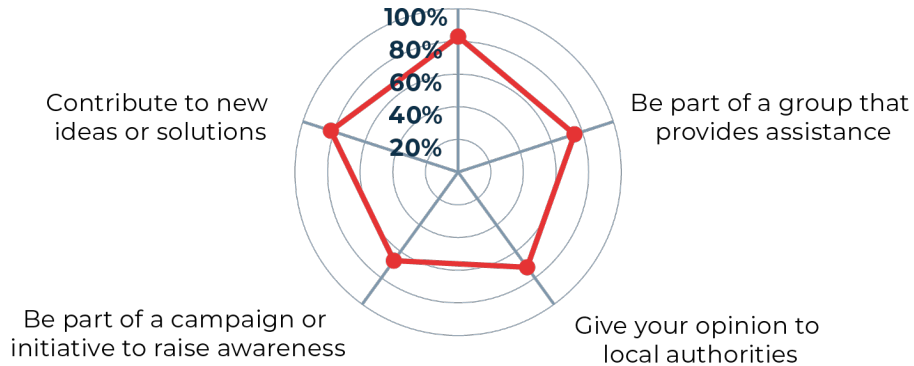 100%
80%
60%
40%
20%
Contribute to new
ideas or solutions
Be part of a group that
provides assistance
Be part of a campaign or
initiative to raise awareness
Give your opinion to
local authorities